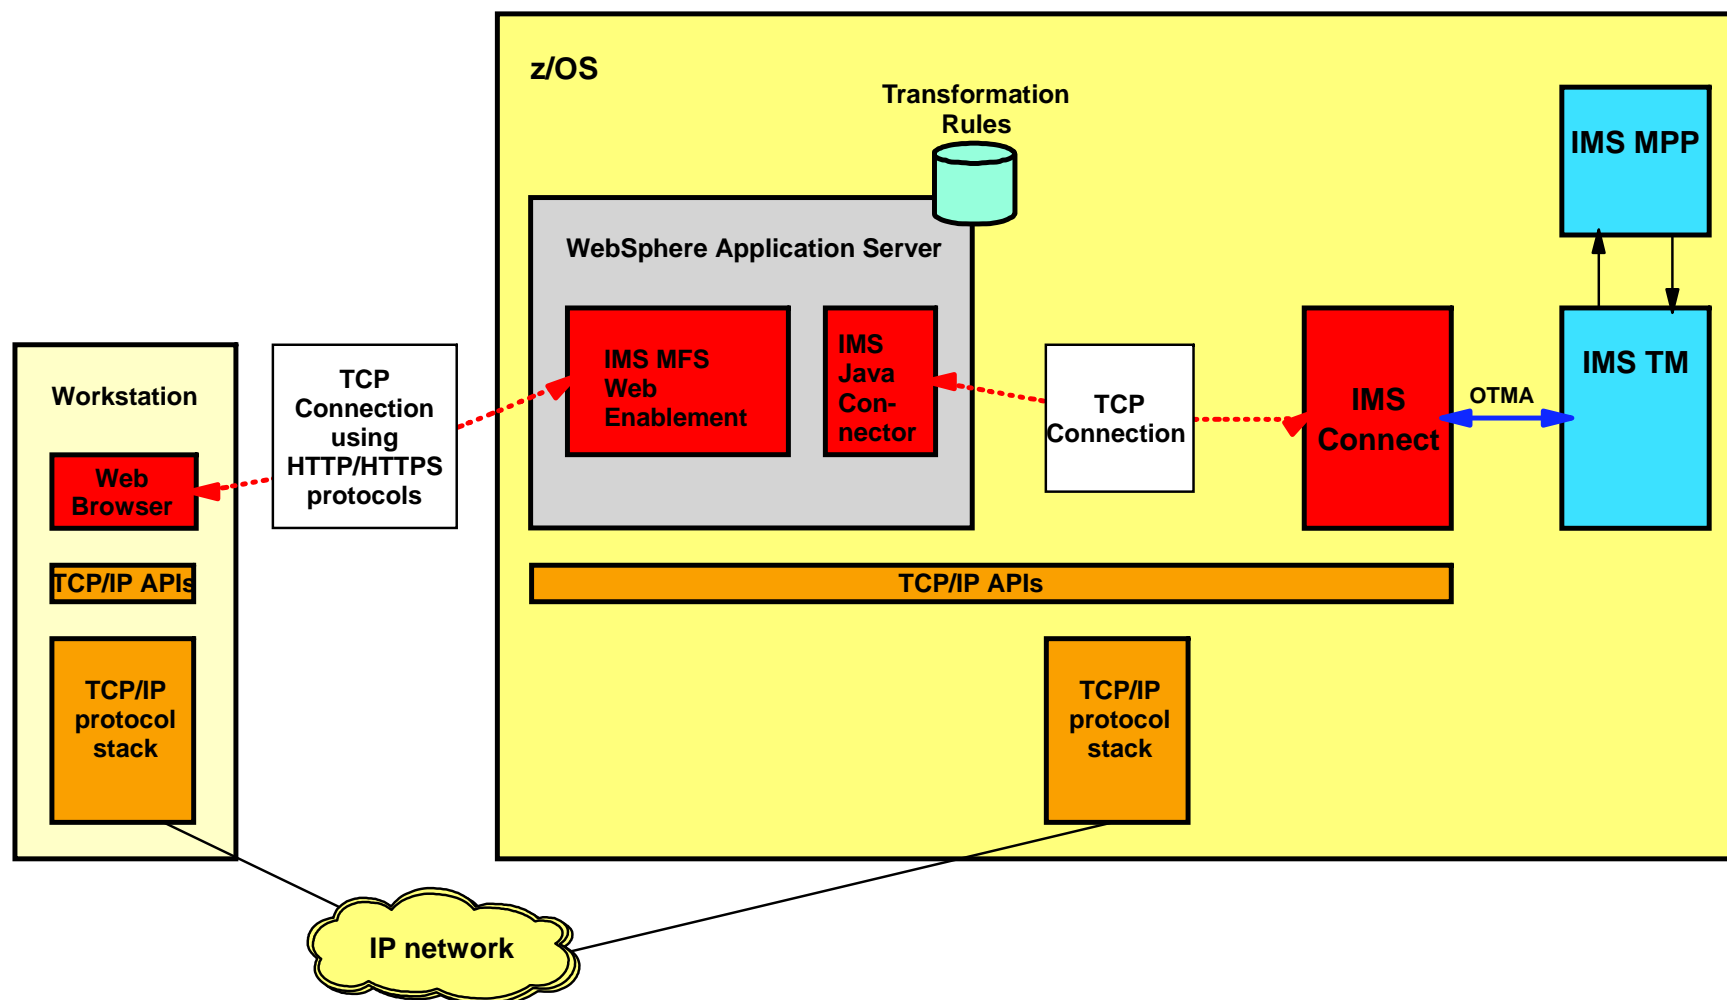 z/OS
Transformation
Rules
IMS MPP
WebSphere Application Server
IMS MFS
Web
Enablement
IMS
Java
Con-
nector
TCP
Connection
IMS
Connect
OTMA
IMS TM
Workstation
TCP
Connection
using
HTTP/HTTPS
protocols
Web
Browser
TCP/IP APIs
TCP/IP APIs
TCP/IP
protocol
stack
TCP/IP
protocol
stack
IP network